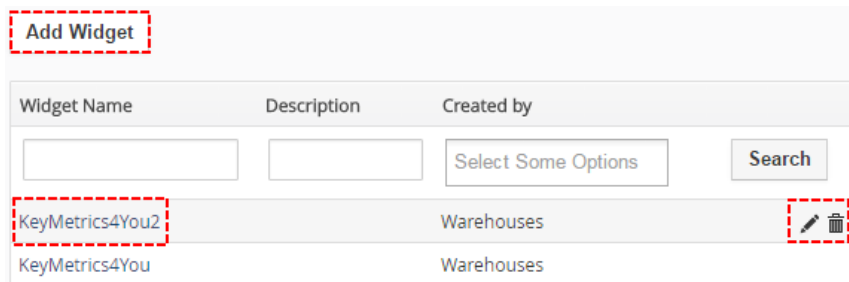 Add Widget
Widget Name Description Created by
Select Some Options Search
KeyMetrics4You2 Warehouses
KeyMetrics4You Warehouses